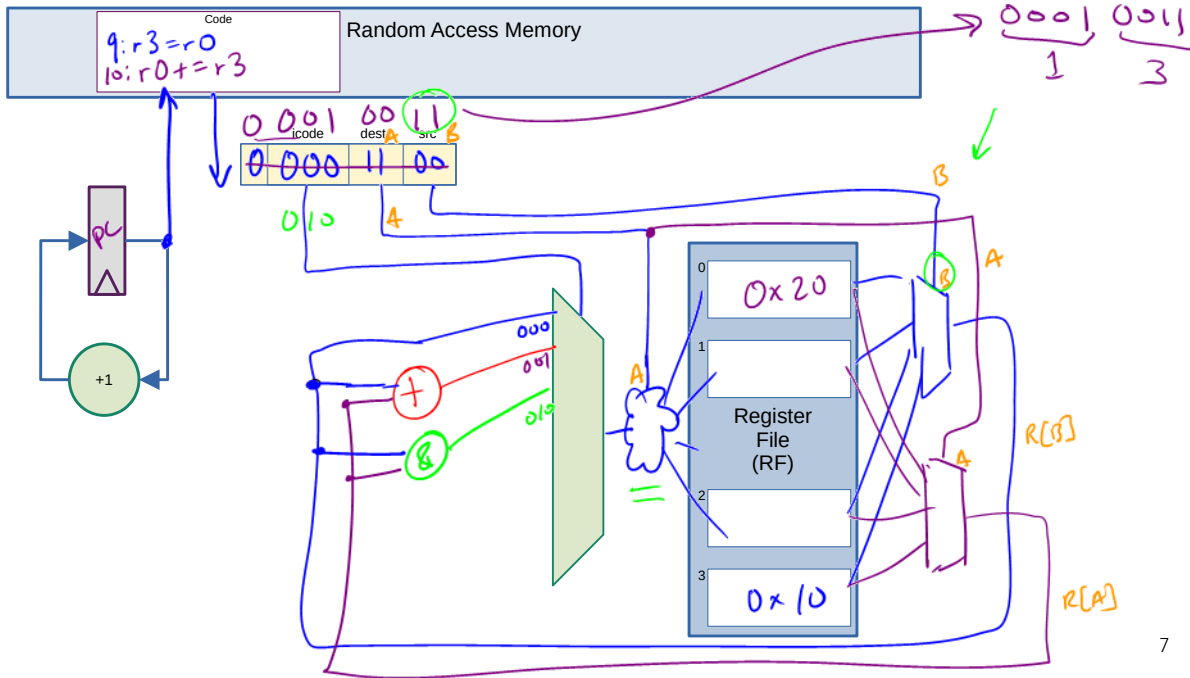 Code
Random Access Memory
9: r3=r0
10: r0+=r3
0001 0011
1 3
0 001 00 11
icode dest A src B
0 000 11 00
010
A
B
PC
+1
000
001
010
+
&
A
0
0x20
1
Register
File
(RF)
2
3
0x10
B
A
A
R[B]
R[A]
7